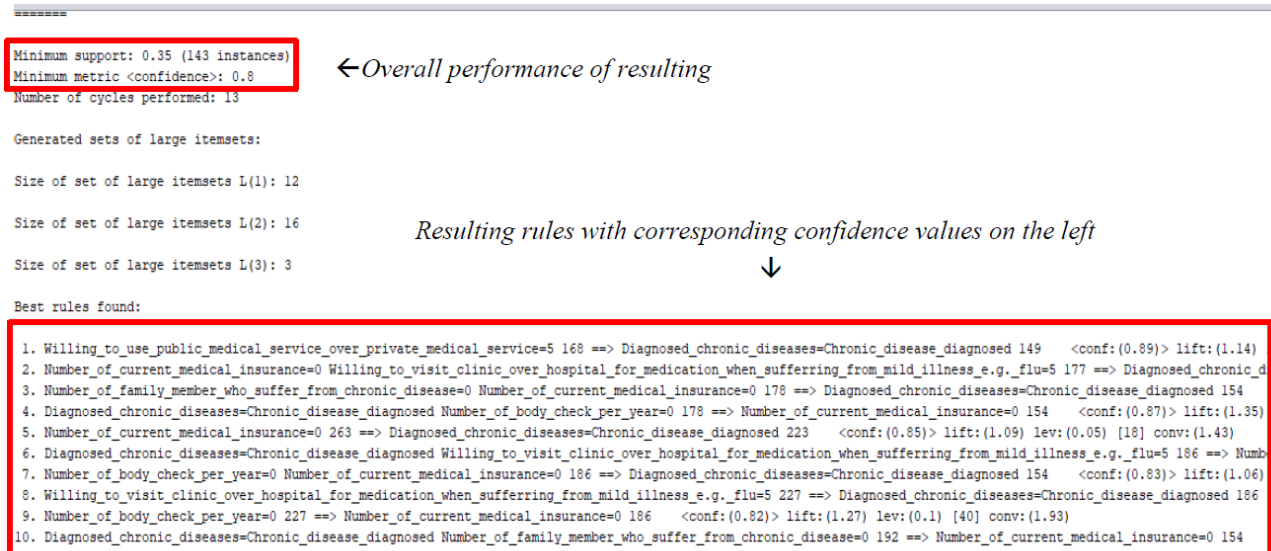 =======
Minimum support: 0.35 (143 instances)
Minimum metric <confidence>: 0.8
←Overall performance of resulting
Number of cycles performed: 13
Generated sets of large itemsets:
Size of set of large itemsets L(1): 12
Size of set of large itemsets L(2): 16
Resulting rules with corresponding confidence values on the left
↓
Size of set of large itemsets L(3): 3
Best rules found:
1. Willing_to_use_public_medical_service_over_private_medical_service=5 168 ==> Diagnosed_chronic_diseases=Chronic_disease_diagnosed 149 <conf:(0.89)> lift:(1.14)
2. Number_of_current_medical_insurance=0 Willing_to_visit_clinic_over_hospital_for_medication_when_sufferring_from_mild_illness_e.g._flu=5 177 ==> Diagnosed_chronic_d
3. Number_of_family_member_who_suffer_from_chronic_disease=0 Number_of_current_medical_insurance=0 178 ==> Diagnosed_chronic_diseases=Chronic_disease_diagnosed 154
4. Diagnosed_chronic_diseases=Chronic_disease_diagnosed Number_of_body_check_per_year=0 178 ==> Number_of_current_medical_insurance=0 154 <conf:(0.87)> lift:(1.35)
5. Number_of_current_medical_insurance=0 263 ==> Diagnosed_chronic_diseases=Chronic_disease_diagnosed 223 <conf:(0.85)> lift:(1.09) lev:(0.05) [18] conv:(1.43)
6. Diagnosed_chronic_diseases=Chronic_disease_diagnosed Willing_to_visit_clinic_over_hospital_for_medication_when_sufferring_from_mild_illness_e.g._flu=5 186 ==> Numb
7. Number_of_body_check_per_year=0 Number_of_current_medical_insurance=0 186 ==> Diagnosed_chronic_diseases=Chronic_disease_diagnosed 154 <conf:(0.83)> lift:(1.06)
8. Willing_to_visit_clinic_over_hospital_for_medication_when_sufferring_from_mild_illness_e.g._flu=5 227 ==> Diagnosed_chronic_diseases=Chronic_disease_diagnosed 186
9. Number_of_body_check_per_year=0 227 ==> Number_of_current_medical_insurance=0 186 <conf:(0.82)> lift:(1.27) lev:(0.1) [40] conv:(1.93)
10. Diagnosed_chronic_diseases=Chronic_disease_diagnosed Number_of_family_member_who_suffer_from_chronic_disease=0 192 ==> Number_of_current_medical_insurance=0 154